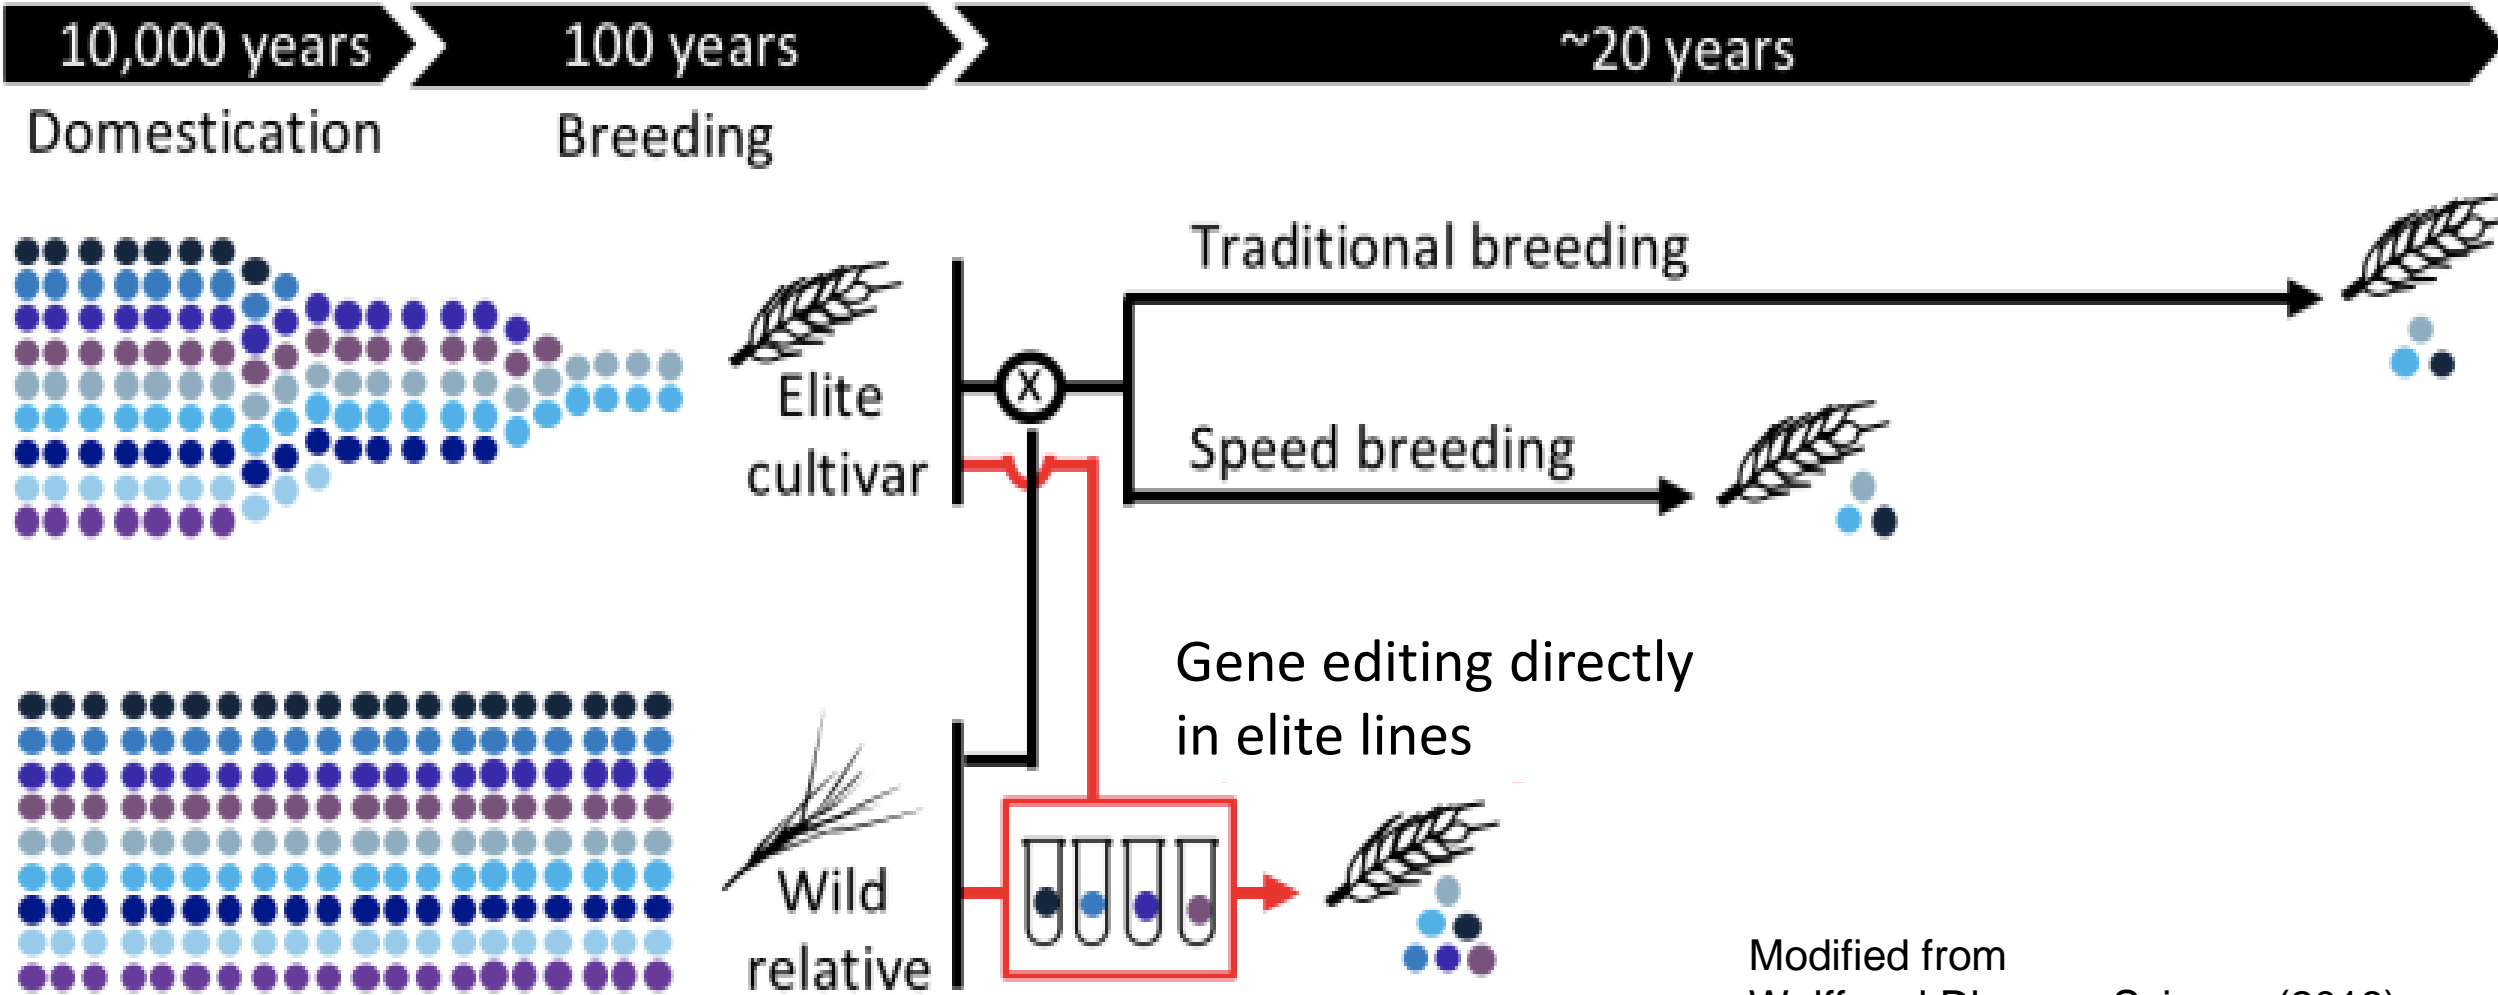 10,000 years
100 years
~20 years
Domestication
Breeding
Traditional breeding
Elite
cultivar
X
Speed breeding
Gene editing directly
in elite lines
Wild
relative
Modified from